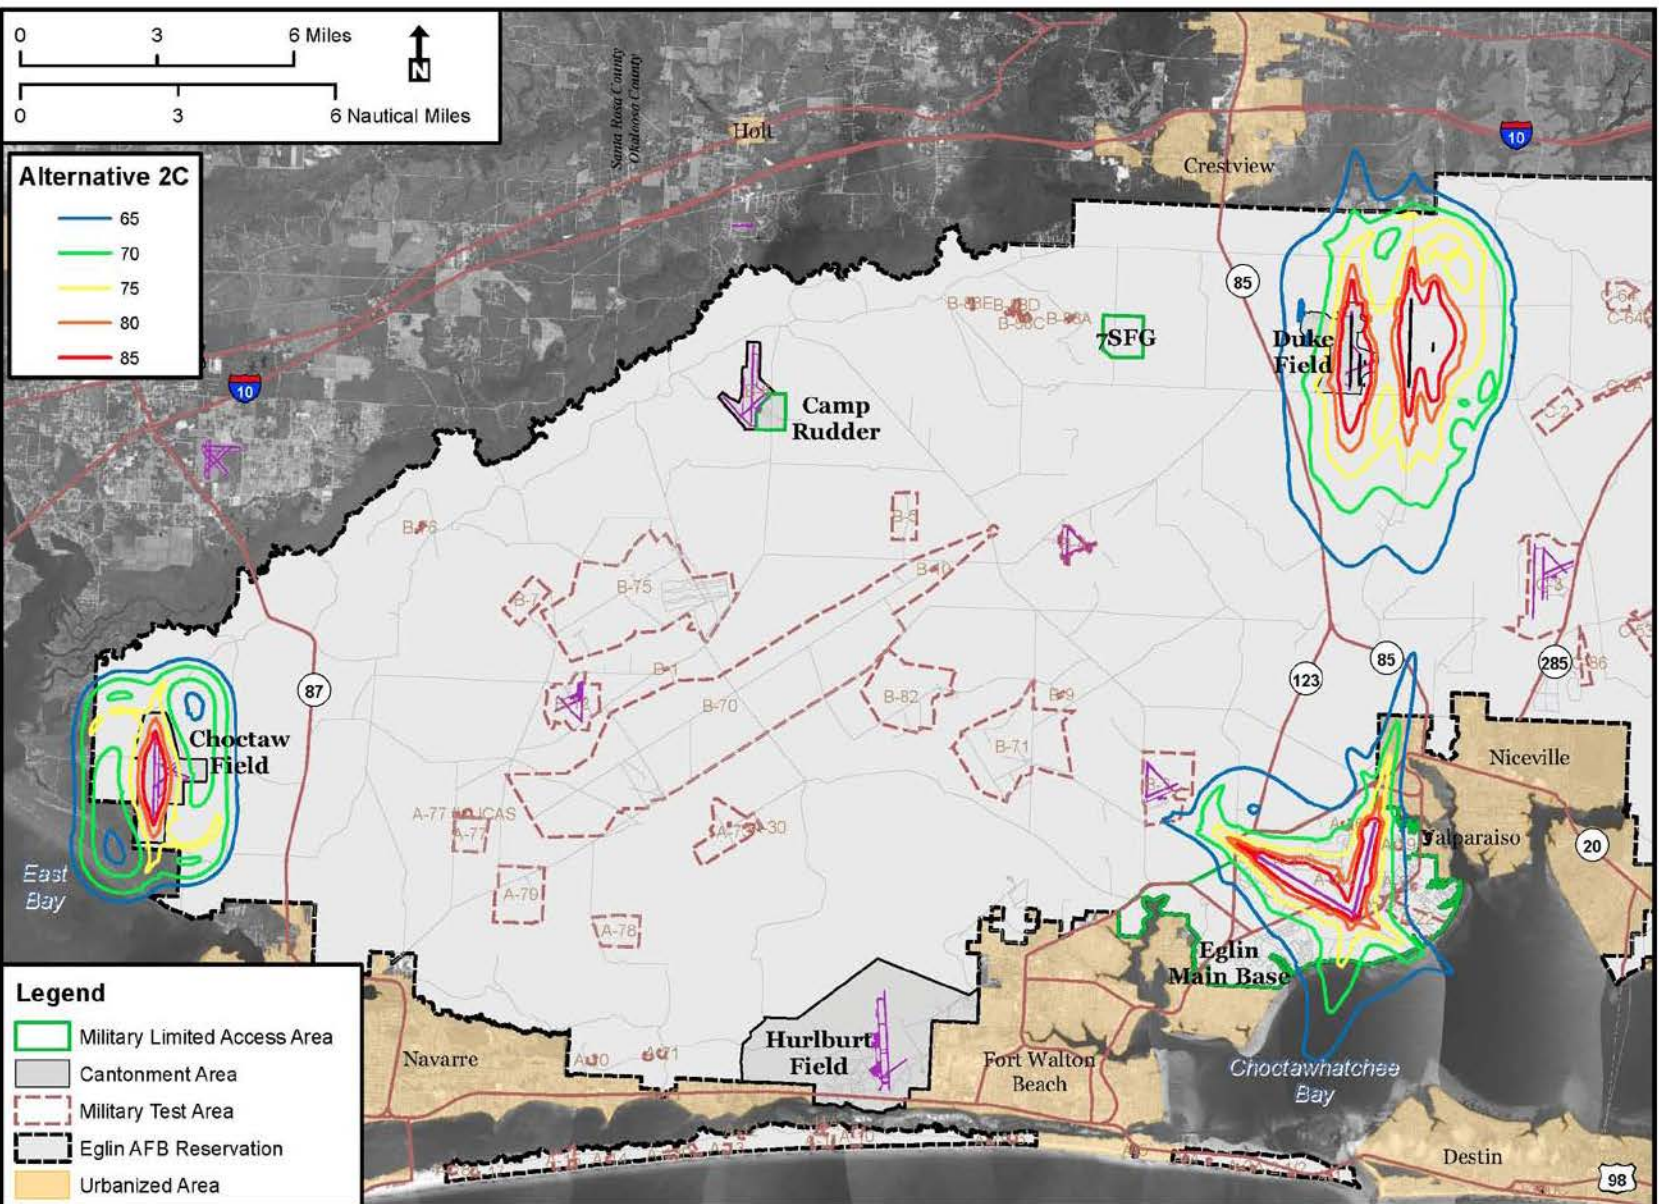 0 3 6 Miles
N
0 3 6 Nautical Miles
Alternative 2C
65
70
75
80
85
Santa Rosa County
Okaloosa County
Holt
Crestview
10
10
85
B-88A
7SFG
Duke
Field
Camp
Rudder
B-75
B-5
B-10
B-1
B-70
B-82
B-9
B-71
87
123
85
285
Choctaw
Field
Niceville
Valparaiso
20
A-77
A-77
A-30
A-79
A-78
East
Bay
Eglin
Main Base
Hurlburt
Field
Navarre
Fort Walton
Beach
Choctawhatchee
Bay
Destin
98
Legend
Military Limited Access Area
Cantonment Area
Military Test Area
Eglin AFB Reservation
Urbanized Area